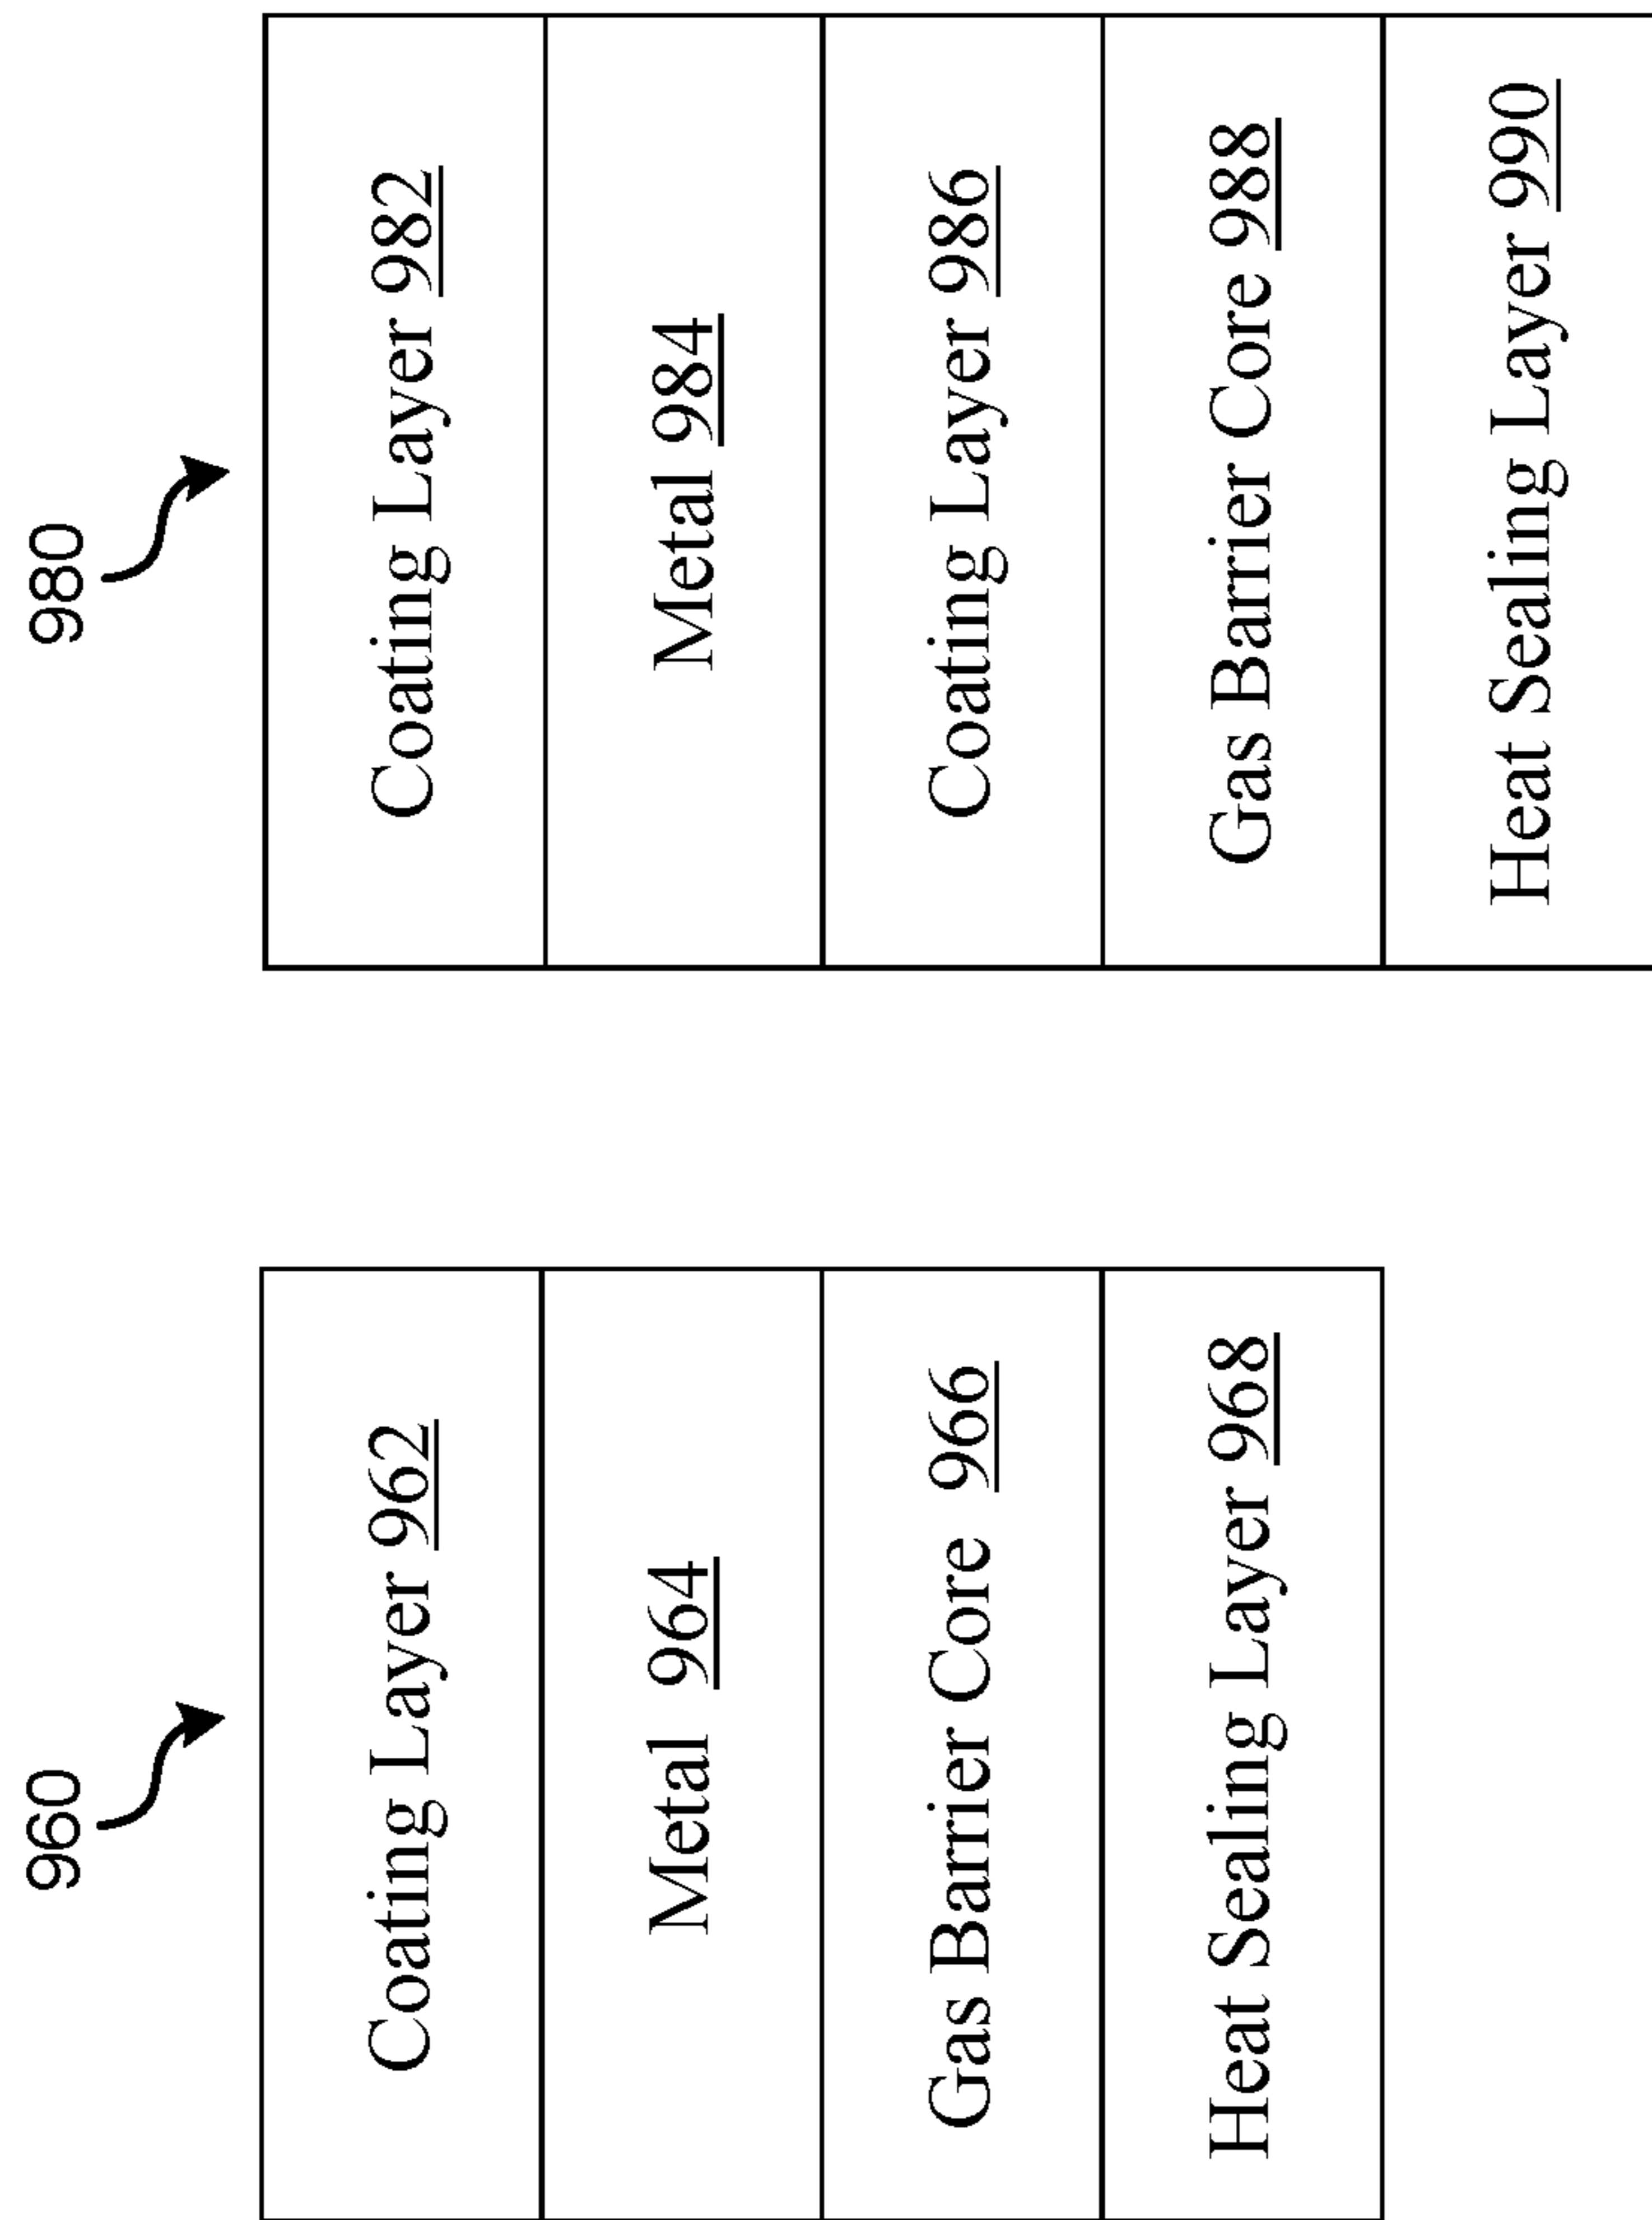 960
Coating Layer 962
Metal 964
Gas Barrier Core 966
Heat Sealing Layer 968
980
Coating Layer 982
Metal 984
Coating Layer 986
Gas Barrier Core 988
Heat Sealing Layer 990